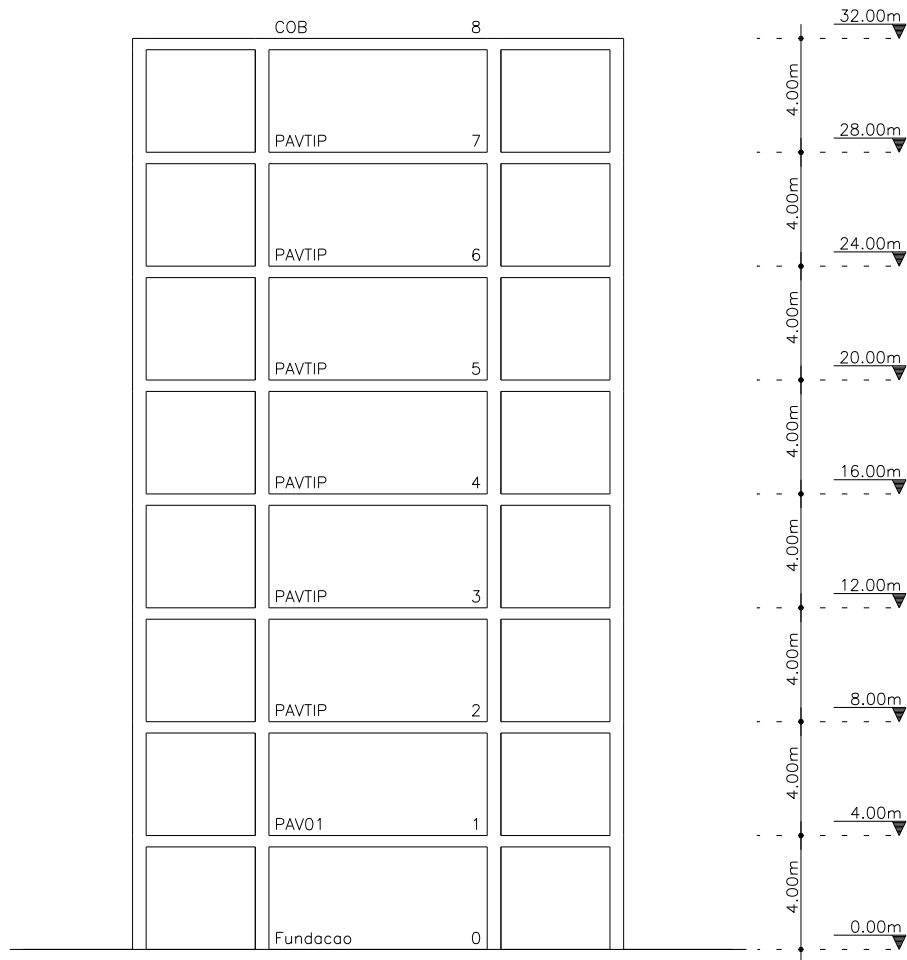 COB 8 32.00m
4.00m
PAVTIP 7 28.00m
4.00m
PAVTIP 6 24.00m
4.00m
PAVTIP 5 20.00m
4.00m
PAVTIP 4 16.00m
4.00m
PAVTIP 3 12.00m
4.00m
PAVTIP 2 8.00m
4.00m
PAV01 1 4.00m
4.00m
Fundacao 0 0.00m